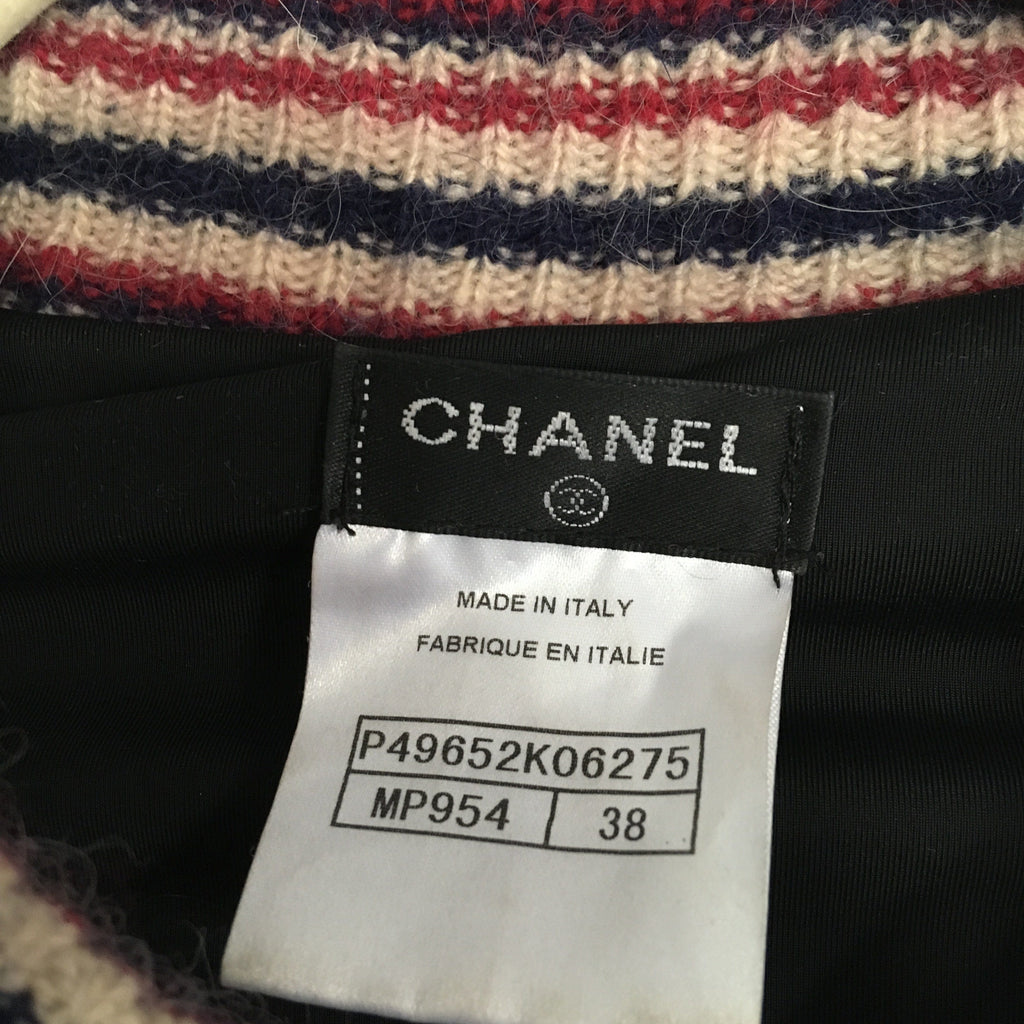 CHANEL
MADE IN ITALY
FABRIQUE EN ITALIE
P49652K06275
MP954 38